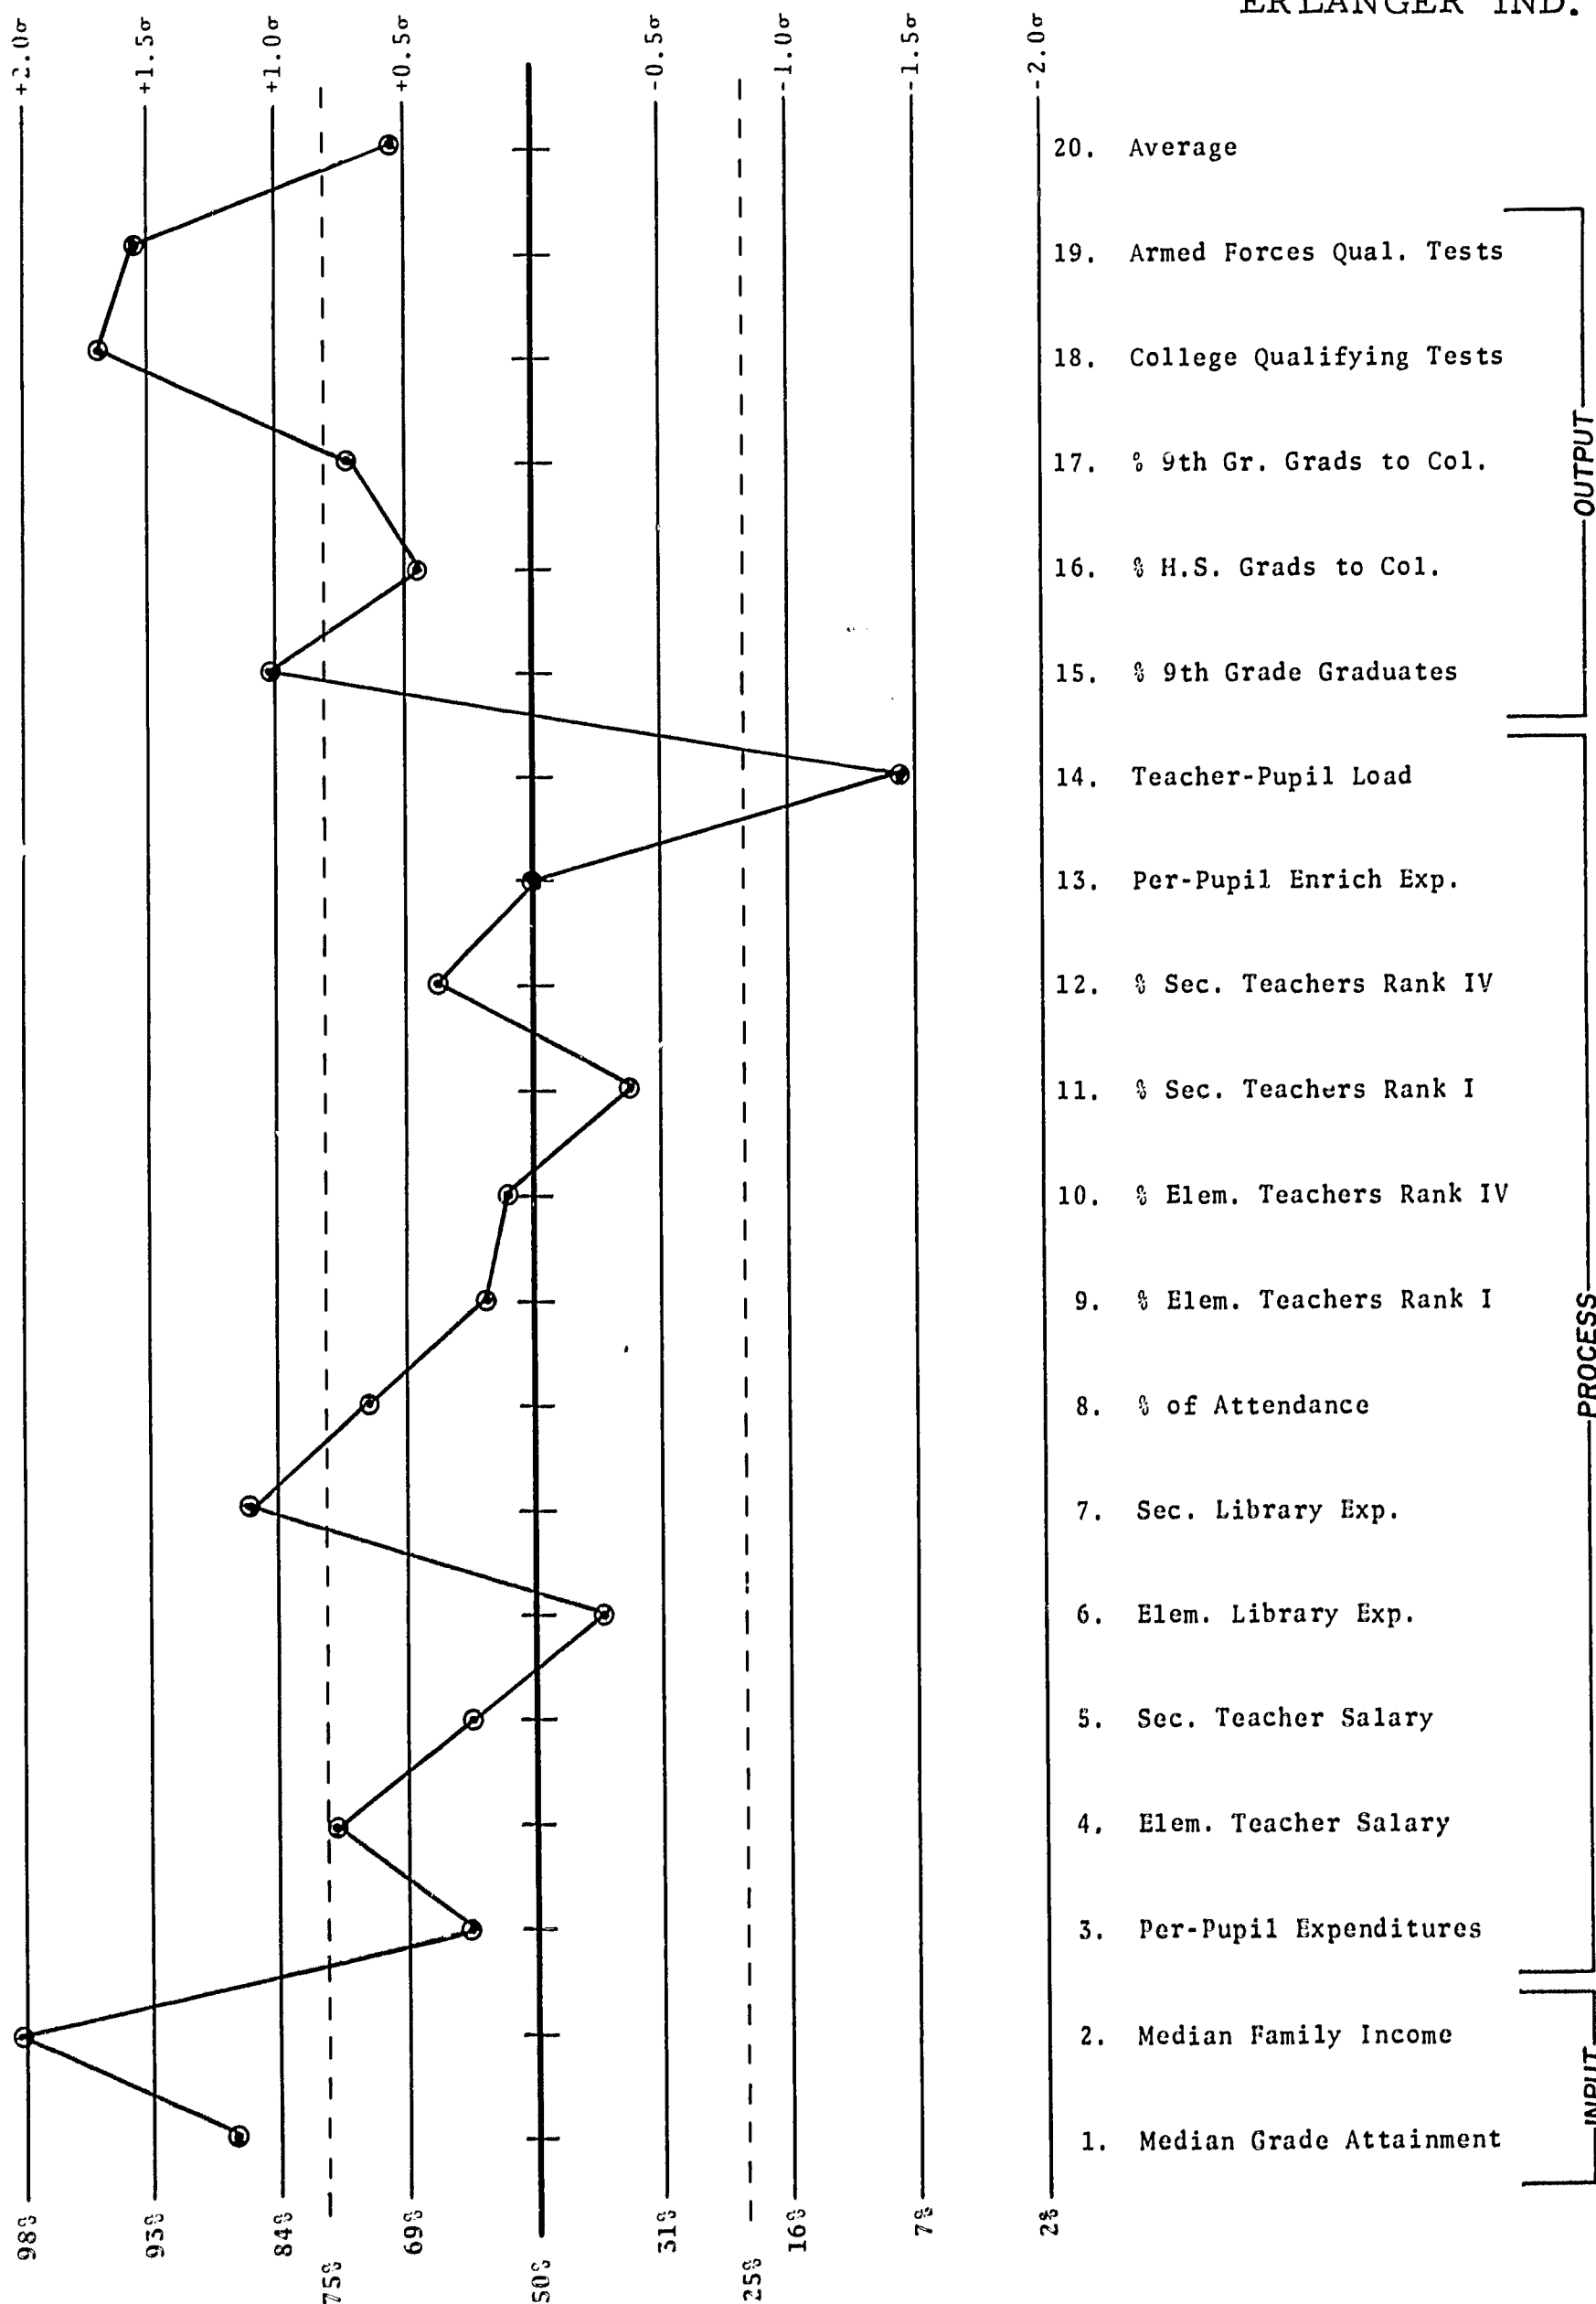 ERLANGER IND.
+2.0σ
+1.5σ
+1.0σ
+0.5σ
-0.5σ
-1.0σ
-1.5σ
-2.0σ
20. Average
19. Armed Forces Qual. Tests
18. College Qualifying Tests
17. % 9th Gr. Grads to Col.
16. % H.S. Grads to Col.
15. % 9th Grade Graduates
OUTPUT
14. Teacher-Pupil Load
13. Per-Pupil Enrich Exp.
12. % Sec. Teachers Rank IV
11. % Sec. Teachers Rank I
10. % Elem. Teachers Rank IV
9. % Elem. Teachers Rank I
8. % of Attendance
7. Sec. Library Exp.
6. Elem. Library Exp.
5. Sec. Teacher Salary
4. Elem. Teacher Salary
3. Per-Pupil Expenditures
PROCESS
2. Median Family Income
1. Median Grade Attainment
INPUT
98%
93%
84%
75%
69%
50%
31%
25%
16%
7%
2%